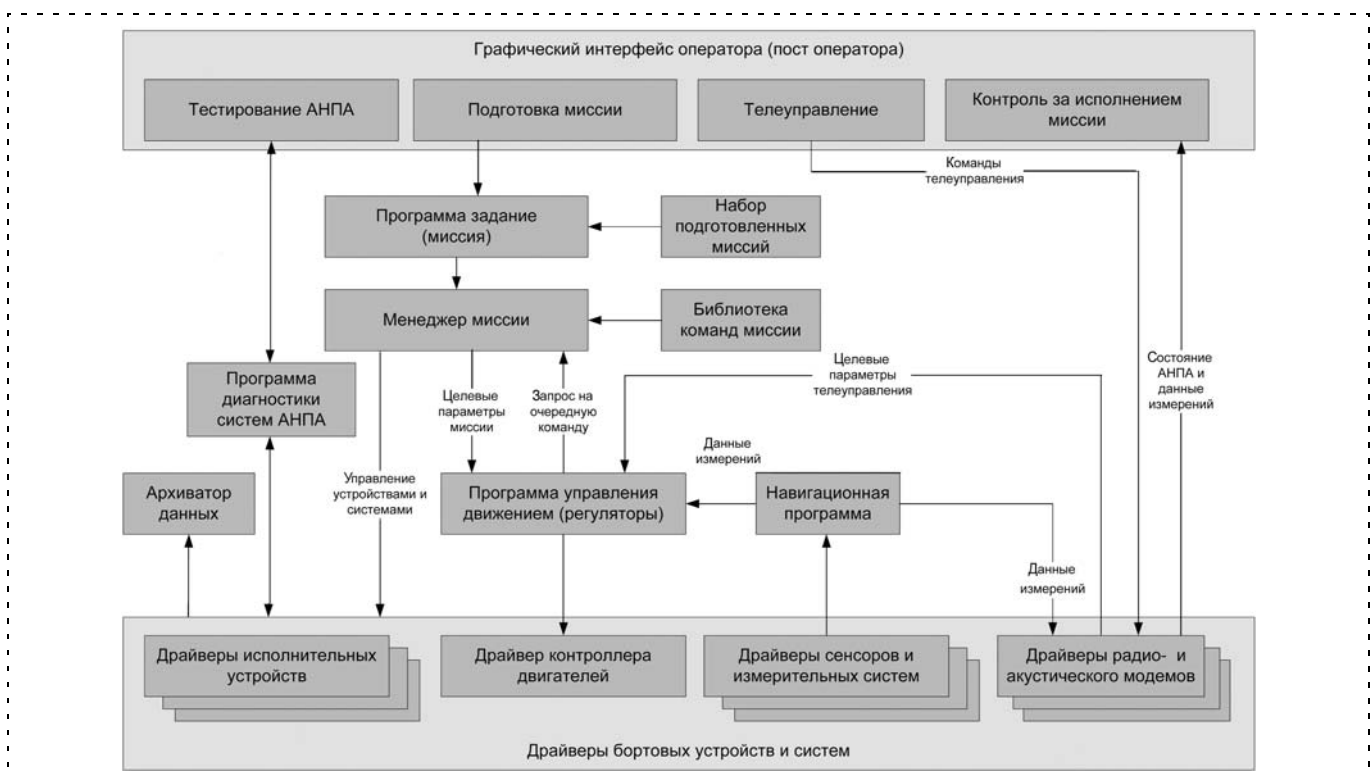 Графический интерфейс оператора (пост оператора)
Тестирование АНПА
Подготовка миссии
Телеуправление
Контроль за исполнением
миссии
Команды
телеуправления
Программа задание
(миссия)
Набор
подготовленных
миссий
Менеджер миссии
Библиотека
команд миссии
Программа
диагностики
систем АНПА
Целевые
параметры
миссии
Запрос на
очередную
команду
Целевые
параметры
телеуправления
Состояние
АНПА и
данные
измерений
Данные
измерений
Архиватор
данных
Управление
устройствами и
системами
Программа управления
движением (регуляторы)
Навигационная
программа
Данные
измерений
Драйверы исполнительных
устройств
Драйвер контроллера
двигателей
Драйверы сенсоров и
измерительных систем
Драйверы радио- и
акустического модемов
Драйверы бортовых устройств и систем